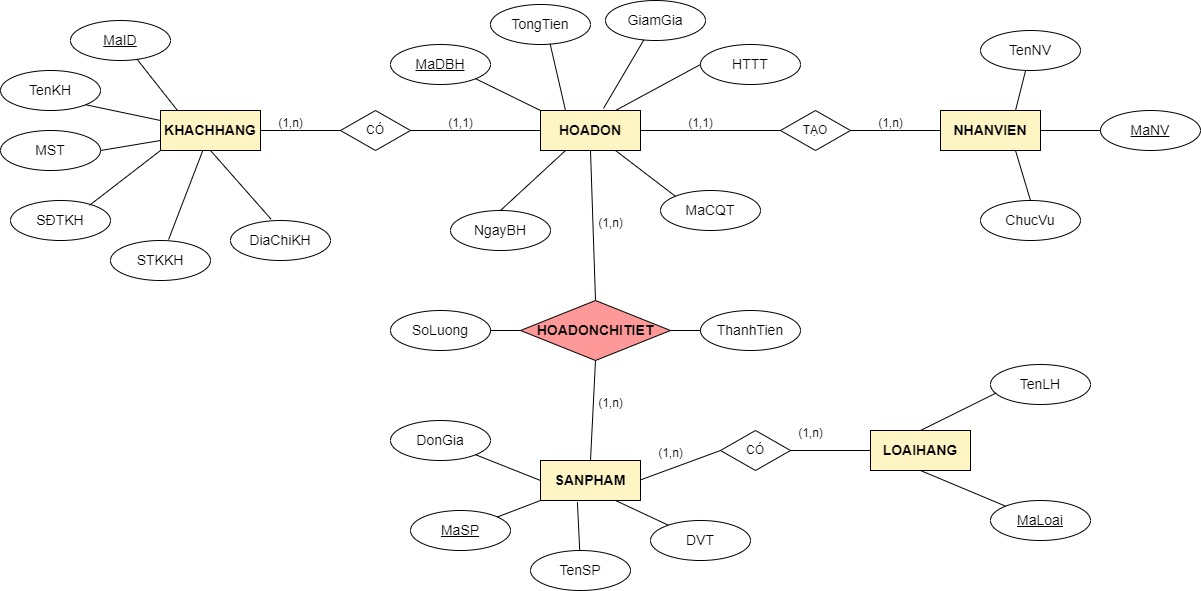 GiamGia
TongTien
MaID
TenNV
MaDBH
HTTT
TenKH
KHACHHANG
(1,n)
CÓ
(1,1)
HOADON
(1,1)
TẠO
(1,n)
NHANVIEN
MaNV
MST
SĐTKH
MaCQT
ChucVu
(1,n)
NgayBH
DiaChiKH
STKKH
SoLuong
HOADONCHITIET
ThanhTien
TenLH
(1,n)
DonGia
(1,n)
(1,n)
CÓ
LOAIHANG
SANPHAM
MaSP
MaLoai
DVT
TenSP